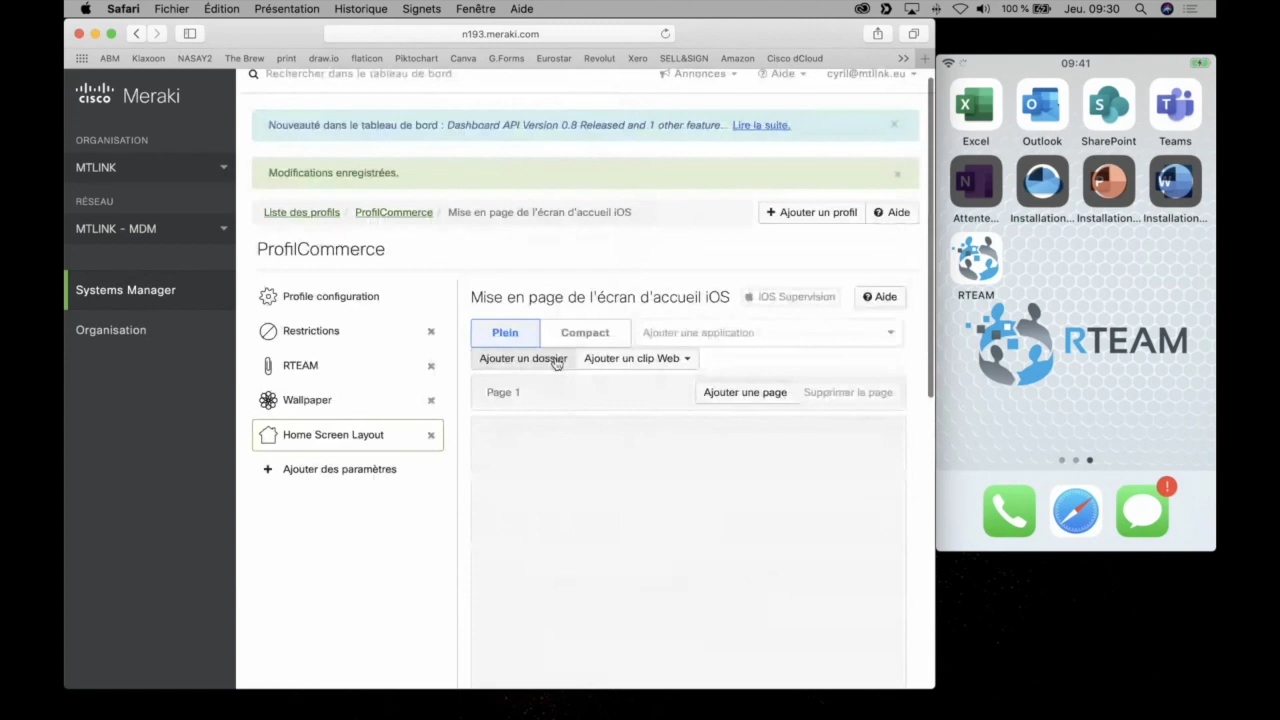 Safari Fichier Édition Présentation Historique Signets Fenêtre Aide 100 % Jeu. 09:30
n193.meraki.com
ABM Klaxoon NASAY2 The Brew print draw.io flaticon Piktochart Canva G.Forms Eurostar Revolut Xero SELL&SIGN Amazon Cisco dCloud
cisco Meraki
Rechercher dans le tableau de bord Annonces Aide cyril@mtlink.eu
ORGANISATION
MTLINK
RÉSEAU
MTLINK - MDM
Systems Manager
Organisation
Nouveauté dans le tableau de bord : Dashboard API Version 0.8 Released and 1 other feature... Lire la suite.
Modifications enregistrées.
Liste des profils / ProfilCommerce / Mise en page de l'écran d'accueil iOS
+ Ajouter un profil Aide
ProfilCommerce
Profile configuration
Restrictions
RTEAM
Wallpaper
Home Screen Layout
+ Ajouter des paramètres
Mise en page de l'écran d'accueil iOS iOS Supervision Aide
Plein Compact Ajouter une application
Ajouter un dossier Ajouter un clip Web
Page 1 Ajouter une page Supprimer la page
09:41
Excel Outlook SharePoint Teams
Attente... Installation... Installation... Installation...
RTEAM
RTEAM